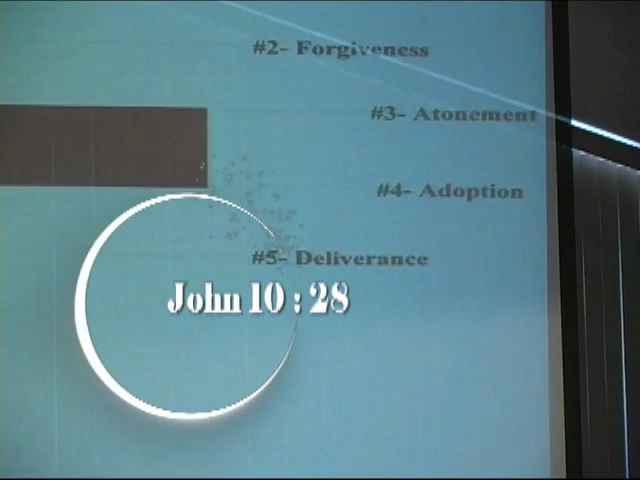 #2- Forgiveness
#3- Atonement
#4- Adoption
#5- Deliverance
John 10 : 28